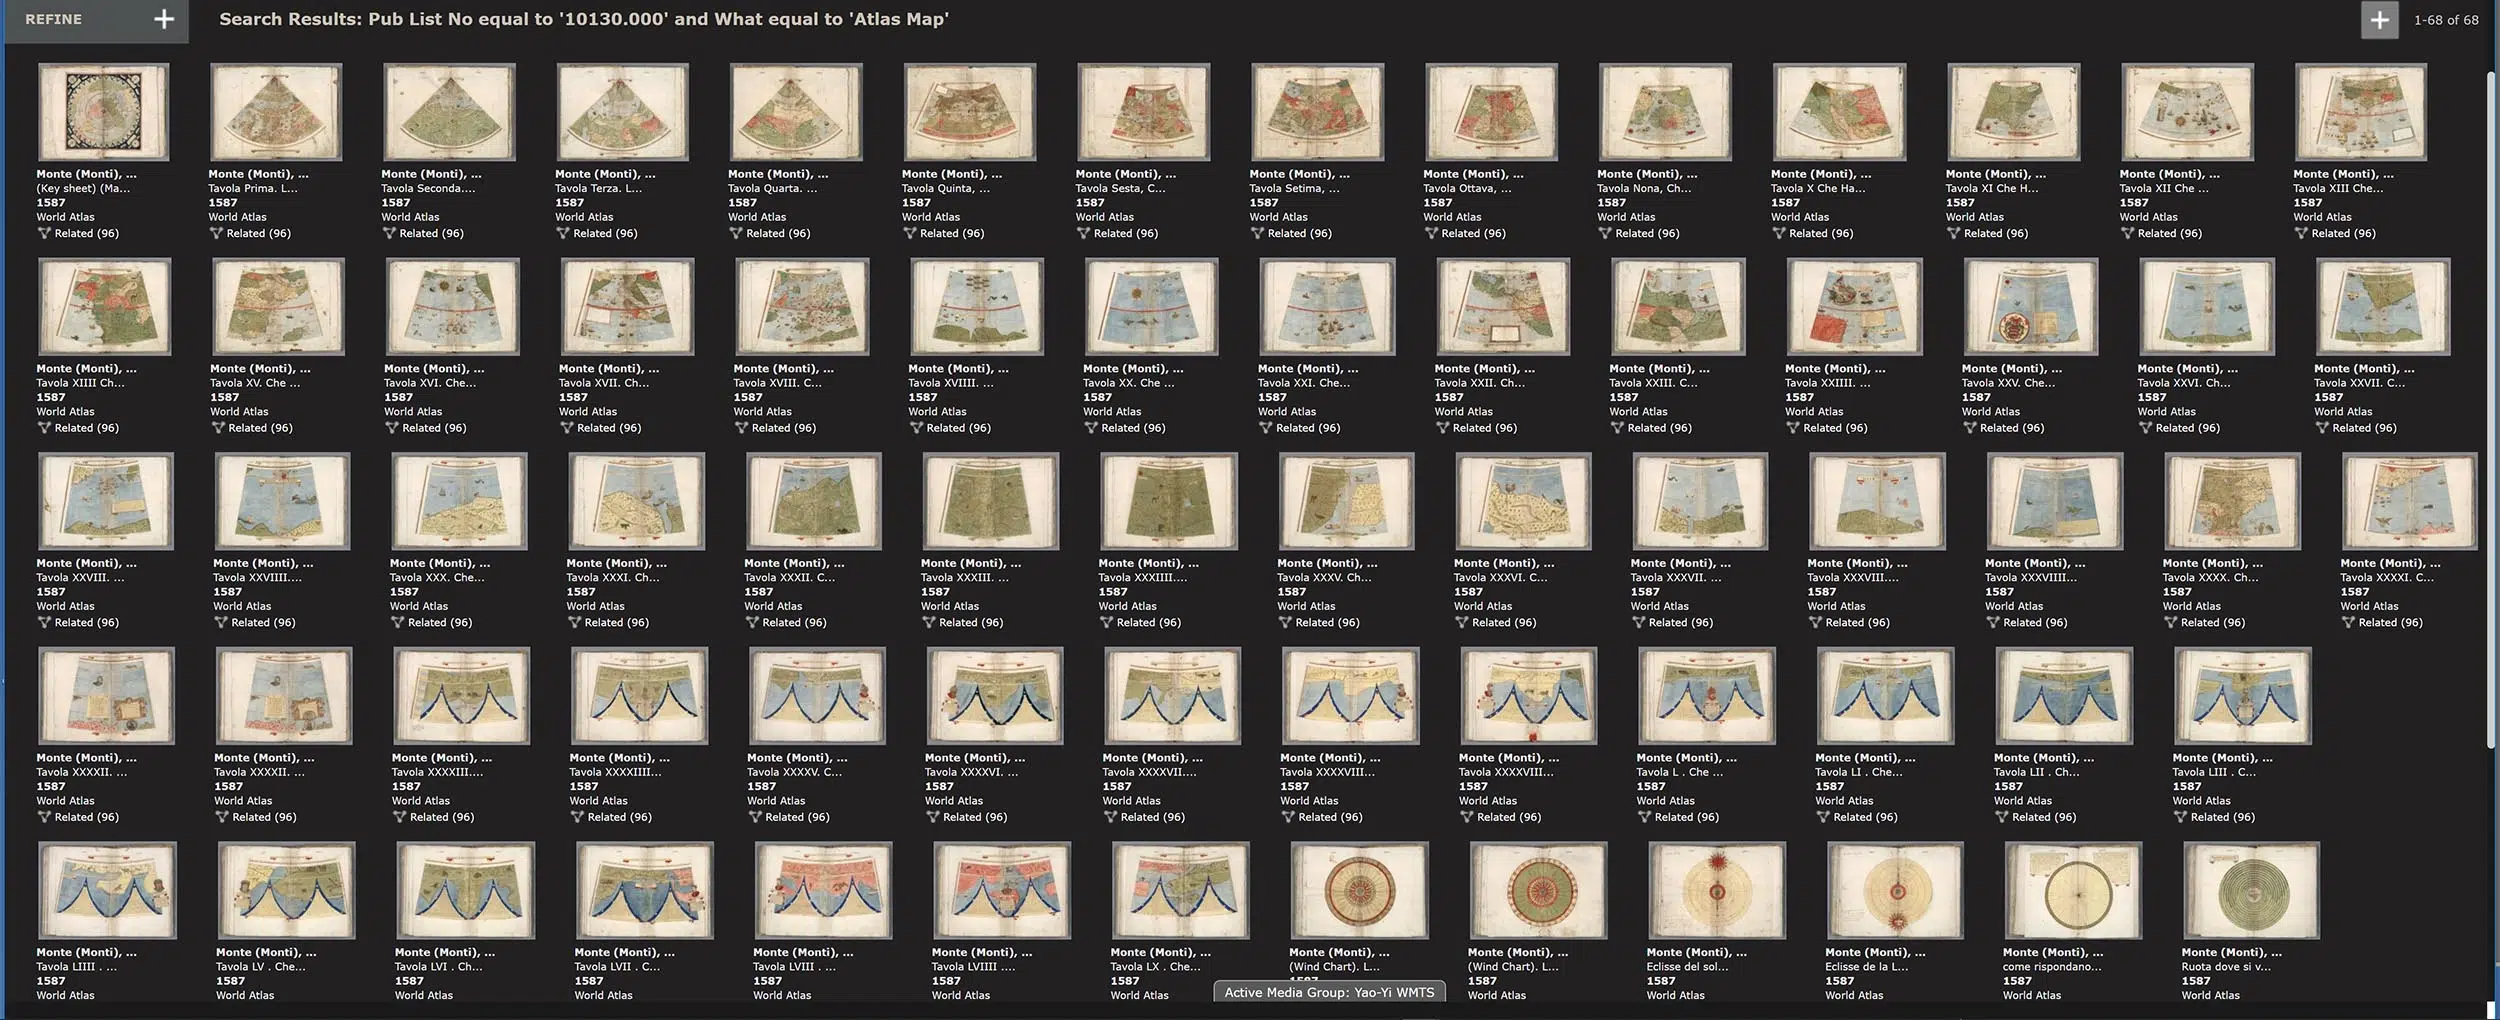 REFINE +
Search Results: Pub List No equal to '10130.000' and What equal to 'Atlas Map'
+ 1-68 of 68
Monte (Monti), ... Monte (Monti), ... Monte (Monti), ... Monte (Monti), ... Monte (Monti), ... Monte (Monti), ... Monte (Monti), ... Monte (Monti), ... Monte (Monti), ... Monte (Monti), ... Monte (Monti), ... Monte (Monti), ... Monte (Monti), ... Monte (Monti), ...
(Key sheet) (Ma... Tavola Prima. L... Tavola Seconda.... Tavola Terza. L... Tavola Quarta. ... Tavola Quinta, ... Tavola Sesta, C... Tavola Setima, ... Tavola Ottava, ... Tavola Nona, Ch... Tavola X Che Ha... Tavola XI Che H... Tavola XII Che ... Tavola XIII Che...
1587 1587 1587 1587 1587 1587 1587 1587 1587 1587 1587 1587 1587 1587
World Atlas World Atlas World Atlas World Atlas World Atlas World Atlas World Atlas World Atlas World Atlas World Atlas World Atlas World Atlas World Atlas World Atlas
Related (96) Related (96) Related (96) Related (96) Related (96) Related (96) Related (96) Related (96) Related (96) Related (96) Related (96) Related (96) Related (96) Related (96)
Monte (Monti), ... Monte (Monti), ... Monte (Monti), ... Monte (Monti), ... Monte (Monti), ... Monte (Monti), ... Monte (Monti), ... Monte (Monti), ... Monte (Monti), ... Monte (Monti), ... Monte (Monti), ... Monte (Monti), ... Monte (Monti), ... Monte (Monti), ...
Tavola XIIII Ch... Tavola XV. Che ... Tavola XVI. Che... Tavola XVII. Ch... Tavola XVIII. C... Tavola XVIIII. ... Tavola XX. Che ... Tavola XXI. Che... Tavola XXII. Ch... Tavola XXIII. C... Tavola XXIIII. ... Tavola XXV. Che... Tavola XXVI. Ch... Tavola XXVII. C...
1587 1587 1587 1587 1587 1587 1587 1587 1587 1587 1587 1587 1587 1587
World Atlas World Atlas World Atlas World Atlas World Atlas World Atlas World Atlas World Atlas World Atlas World Atlas World Atlas World Atlas World Atlas World Atlas
Related (96) Related (96) Related (96) Related (96) Related (96) Related (96) Related (96) Related (96) Related (96) Related (96) Related (96) Related (96) Related (96) Related (96)
Monte (Monti), ... Monte (Monti), ... Monte (Monti), ... Monte (Monti), ... Monte (Monti), ... Monte (Monti), ... Monte (Monti), ... Monte (Monti), ... Monte (Monti), ... Monte (Monti), ... Monte (Monti), ... Monte (Monti), ... Monte (Monti), ... Monte (Monti), ...
Tavola XXVIII. ... Tavola XXVIIII.... Tavola XXX. Che... Tavola XXXI. Ch... Tavola XXXII. C... Tavola XXXIII. ... Tavola XXXIIII.... Tavola XXXV. Ch... Tavola XXXVI. C... Tavola XXXVII. ... Tavola XXXVIII.... Tavola XXXVIIII... Tavola XXXX. Ch... Tavola XXXXI. C...
1587 1587 1587 1587 1587 1587 1587 1587 1587 1587 1587 1587 1587 1587
World Atlas World Atlas World Atlas World Atlas World Atlas World Atlas World Atlas World Atlas World Atlas World Atlas World Atlas World Atlas World Atlas World Atlas
Related (96) Related (96) Related (96) Related (96) Related (96) Related (96) Related (96) Related (96) Related (96) Related (96) Related (96) Related (96) Related (96) Related (96)
Monte (Monti), ... Monte (Monti), ... Monte (Monti), ... Monte (Monti), ... Monte (Monti), ... Monte (Monti), ... Monte (Monti), ... Monte (Monti), ... Monte (Monti), ... Monte (Monti), ... Monte (Monti), ... Monte (Monti), ... Monte (Monti), ...
Tavola XXXXII. ... Tavola XXXXII. ... Tavola XXXXIII.... Tavola XXXXIIII... Tavola XXXXV. C... Tavola XXXXVI. ... Tavola XXXXVII.... Tavola XXXXVIII... Tavola XXXXVIII... Tavola L . Che ... Tavola LI . Che... Tavola LII . Ch... Tavola LIII . C...
1587 1587 1587 1587 1587 1587 1587 1587 1587 1587 1587 1587 1587
World Atlas World Atlas World Atlas World Atlas World Atlas World Atlas World Atlas World Atlas World Atlas World Atlas World Atlas World Atlas World Atlas
Related (96) Related (96) Related (96) Related (96) Related (96) Related (96) Related (96) Related (96) Related (96) Related (96) Related (96) Related (96) Related (96)
Monte (Monti), ... Monte (Monti), ... Monte (Monti), ... Monte (Monti), ... Monte (Monti), ... Monte (Monti), ... Monte (Monti), ... Monte (Monti), ... Monte (Monti), ... Monte (Monti), ... Monte (Monti), ... Monte (Monti), ... Monte (Monti), ...
Tavola LIIII . ... Tavola LV . Che... Tavola LVI . Ch... Tavola LVII . C... Tavola LVIII . ... Tavola LVIIII .... Tavola LX . Che... (Wind Chart). L... (Wind Chart). L... Eclisse del sol... Eclisse de la L... come rispondano... Ruota dove si v...
1587 1587 1587 1587 1587 1587 1587 1587 1587 1587 1587 1587 1587
World Atlas World Atlas World Atlas World Atlas World Atlas World Atlas World Atlas Active Media Group: Yao-Yi WMTS World Atlas World Atlas World Atlas World Atlas World Atlas